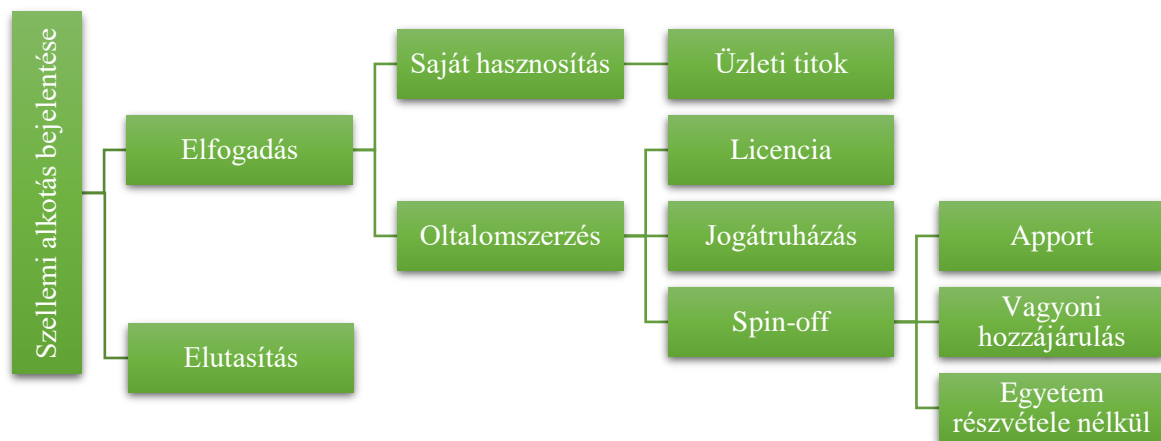 Szellemi alkotás bejelentése
Elfogadás
Saját hasznosítás
Üzleti titok
Oltalomszerzés
Licencia
Jogátruházás
Spin-off
Apport
Vagyoni
hozzájárulás
Egyetem
részvétele nélkül
Elutasítás